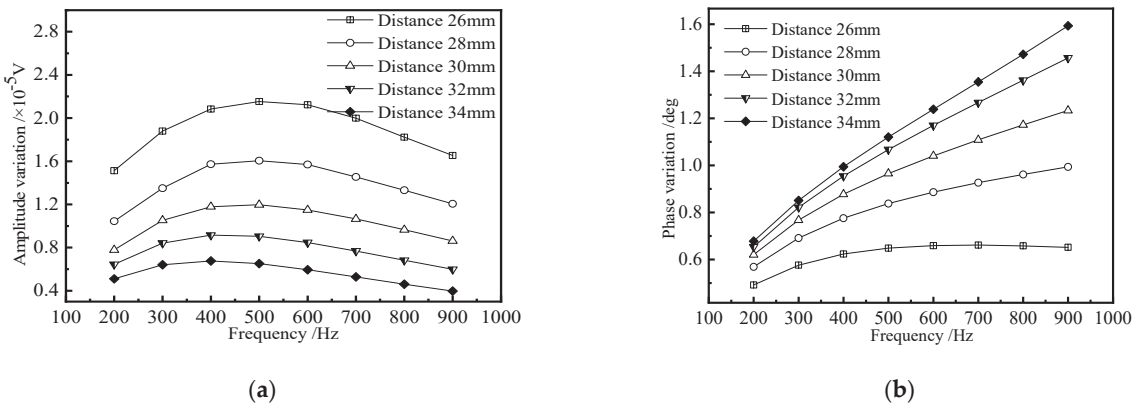 2.8
2.4
2.0
1.6
1.2
0.8
0.4
Amplitude variation /×10⁻⁵V
Distance 26mm
Distance 28mm
Distance 30mm
Distance 32mm
Distance 34mm
100 200 300 400 500 600 700 800 900 1000
Frequency /Hz
(a)
1.6
1.4
1.2
1.0
0.8
0.6
Phase variation /deg
Distance 26mm
Distance 28mm
Distance 30mm
Distance 32mm
Distance 34mm
100 200 300 400 500 600 700 800 900 1000
Frequency /Hz
(b)